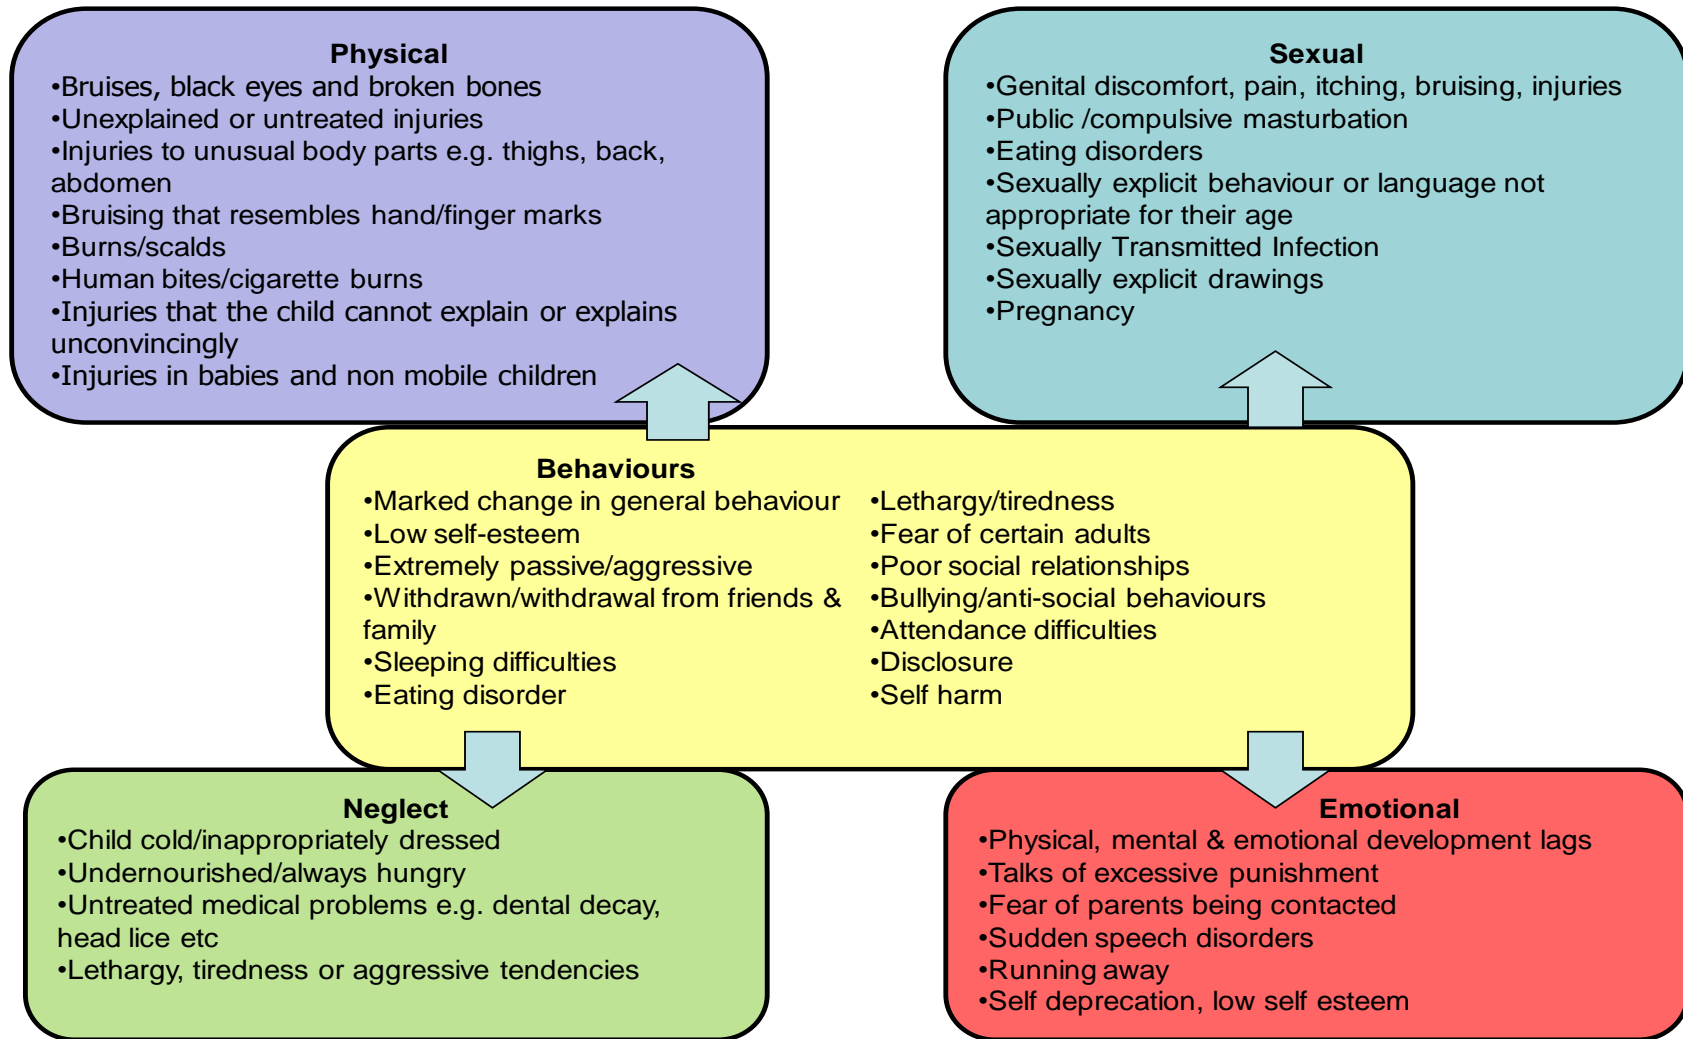 Physical
•Bruises, black eyes and broken bones
•Unexplained or untreated injuries
•Injuries to unusual body parts e.g. thighs, back,
abdomen
•Bruising that resembles hand/finger marks
•Burns/scalds
•Human bites/cigarette burns
•Injuries that the child cannot explain or explains
unconvincingly
•Injuries in babies and non mobile children
Sexual
•Genital discomfort, pain, itching, bruising, injuries
•Public /compulsive masturbation
•Eating disorders
•Sexually explicit behaviour or language not
appropriate for their age
•Sexually Transmitted Infection
•Sexually explicit drawings
•Pregnancy
Behaviours
•Marked change in general behaviour
•Low self-esteem
•Extremely passive/aggressive
•Withdrawn/withdrawal from friends &
family
•Sleeping difficulties
•Eating disorder
•Lethargy/tiredness
•Fear of certain adults
•Poor social relationships
•Bullying/anti-social behaviours
•Attendance difficulties
•Disclosure
•Self harm
Neglect
•Child cold/inappropriately dressed
•Undernourished/always hungry
•Untreated medical problems e.g. dental decay,
head lice etc
•Lethargy, tiredness or aggressive tendencies
Emotional
•Physical, mental & emotional development lags
•Talks of excessive punishment
•Fear of parents being contacted
•Sudden speech disorders
•Running away
•Self deprecation, low self esteem